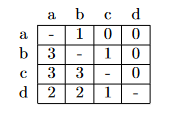 a b c d
a - 1 0 0
b 3 - 1 0
c 3 3 - 0
d 2 2 1 -